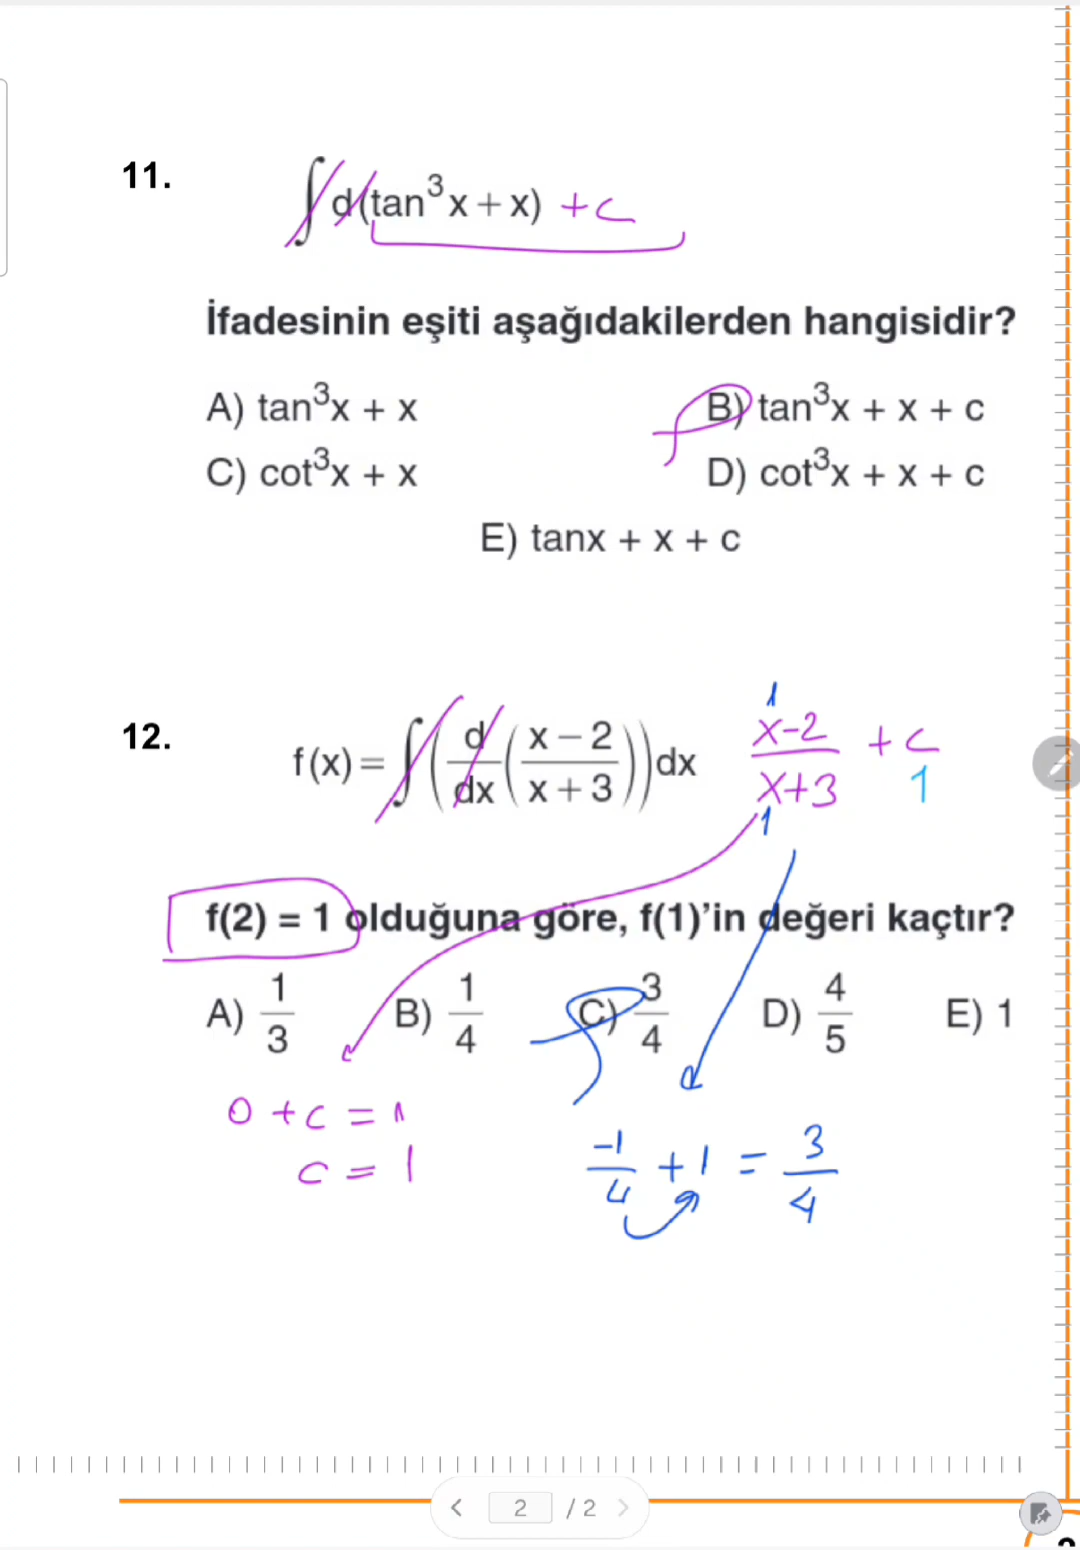 11. ∫d(tan³x + x) + c
İfadesinin eşiti aşağıdakilerden hangisidir?
A) tan³x + x B) tan³x + x + c
C) cot³x + x D) cot³x + x + c
E) tanx + x + c
12. f(x) = ∫(d/dx((x − 2)/(x + 3)))dx (x-2)/(x+3) + c
1
1
1
f(2) = 1 olduğuna göre, f(1)'in değeri kaçtır?
A) 1/3 B) 1/4 C) 3/4 D) 4/5 E) 1
0 + c = 1
c = 1
-1/4 + 1 = 3/4
2 / 2